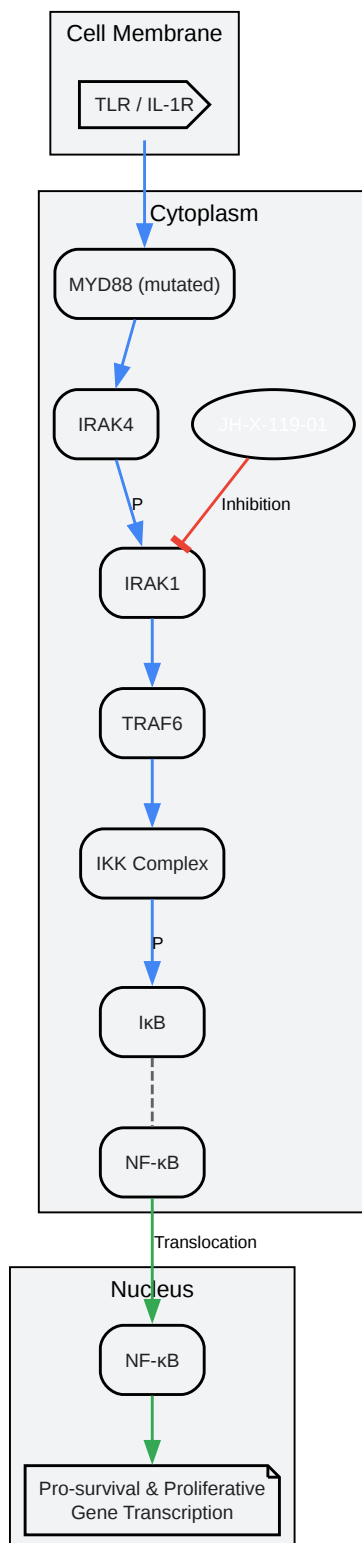 Cell Membrane
TLR / IL-1R
Cytoplasm
MYD88 (mutated)
IRAK4
JH-X-119-01
P
Inhibition
IRAK1
TRAF6
IKK Complex
P
IκB
NF-κB
Translocation
Nucleus
NF-κB
Pro-survival & Proliferative
Gene Transcription